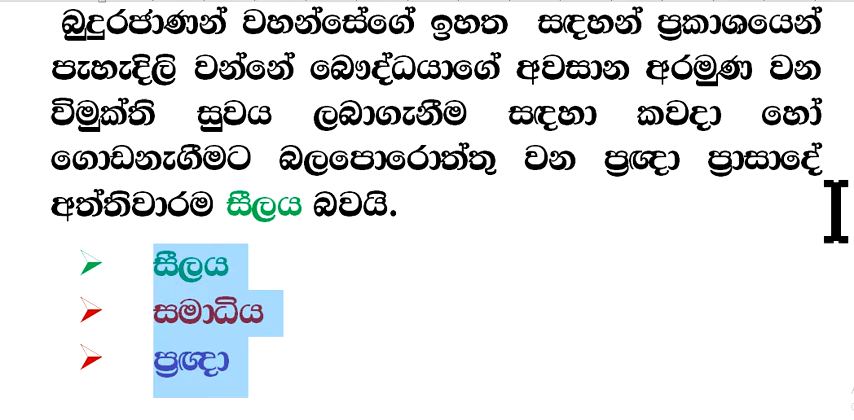 බුදුරජාණන් වහන්සේගේ ඉහත සඳහන් ප්‍රකාශයෙන්
පැහැදිලි වන්නේ බෞද්ධයාගේ අවසාන අරමුණ වන
විමුක්ති සුවය ලබාගැනීම සඳහා කවදා හෝ
ගොඩනැගීමට බලපොරොත්තු වන ප්‍රඥා ප්‍රාසාදේ
අත්තිවාරම සීලය බවයි.
සීලය
සමාධිය
ප්‍රඥා